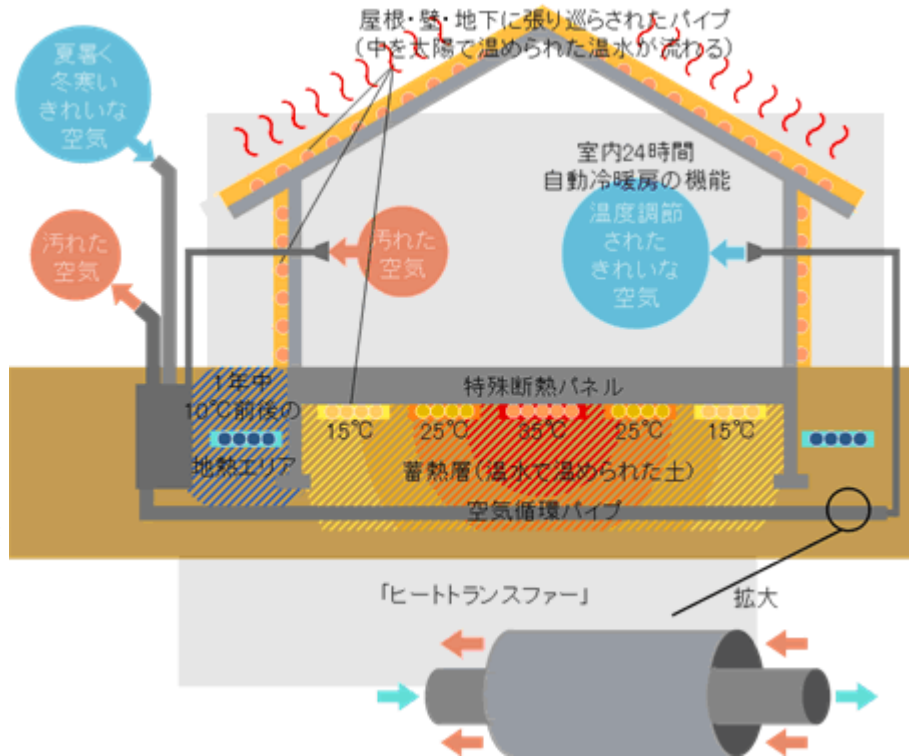 屋根・壁・地下に張り巡らされたパイプ
(中を太陽で温められた温水が流れる)
夏暑く
冬寒い
きれいな
空気
室内24時間
自動冷暖房の機能
汚れた
空気
汚れた
空気
温度調節
された
きれいな
空気
1年中
10℃前後の
地熱エリア
特殊断熱パネル
15℃
25℃
35℃
25℃
15℃
蓄熱層(温水で温められた土)
空気循環パイプ
「ヒートトランスファー」
拡大